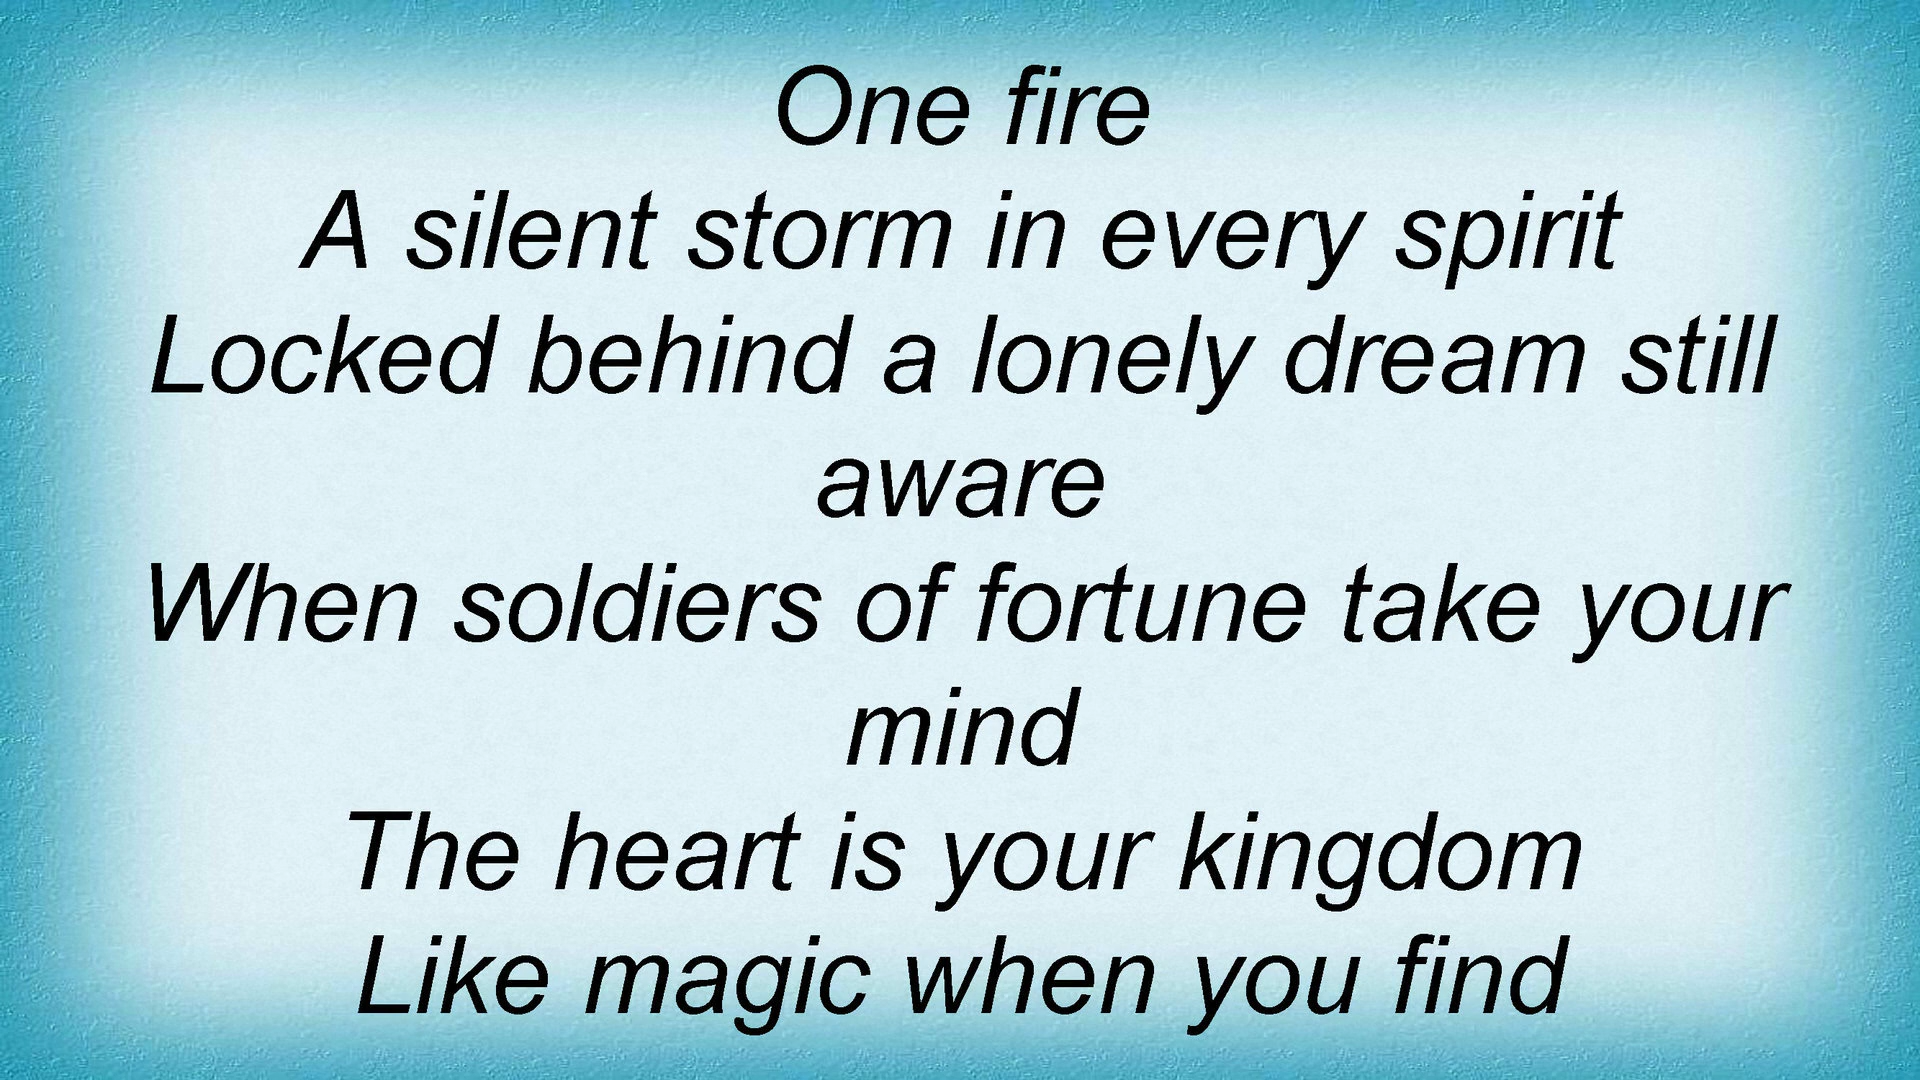 One fire
A silent storm in every spirit
Locked behind a lonely dream still
aware
When soldiers of fortune take your
mind
The heart is your kingdom
Like magic when you find